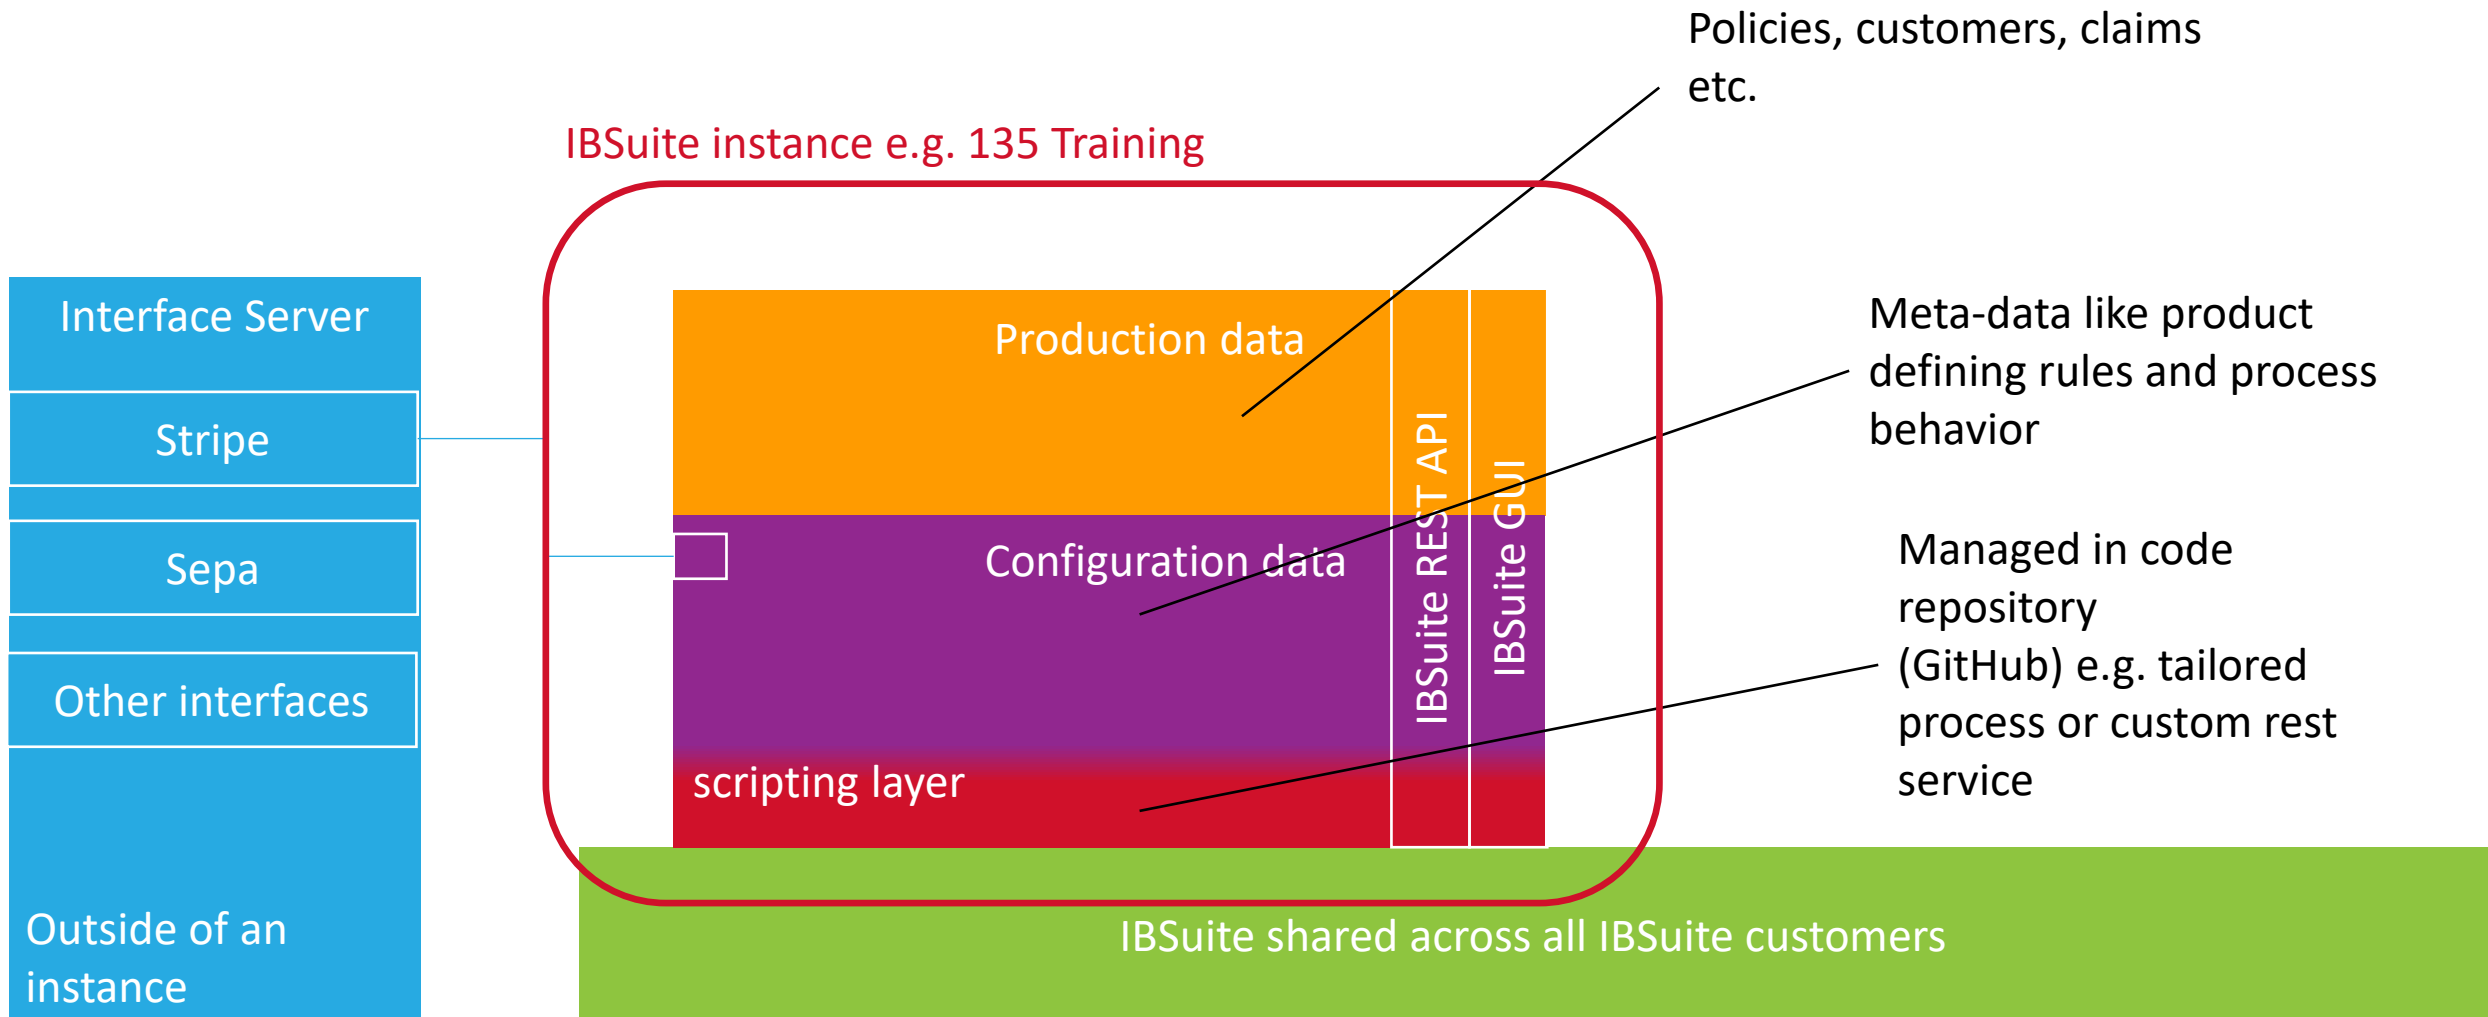 Policies, customers, claims
etc.
IBSuite instance e.g. 135 Training
Interface Server
Stripe
Sepa
Other interfaces
Outside of an
instance
Production data
Configuration data
scripting layer
IBSuite REST API
IBSuite GUI
Meta-data like product
defining rules and process
behavior
Managed in code
repository
(GitHub) e.g. tailored
process or custom rest
service
IBSuite shared across all IBSuite customers